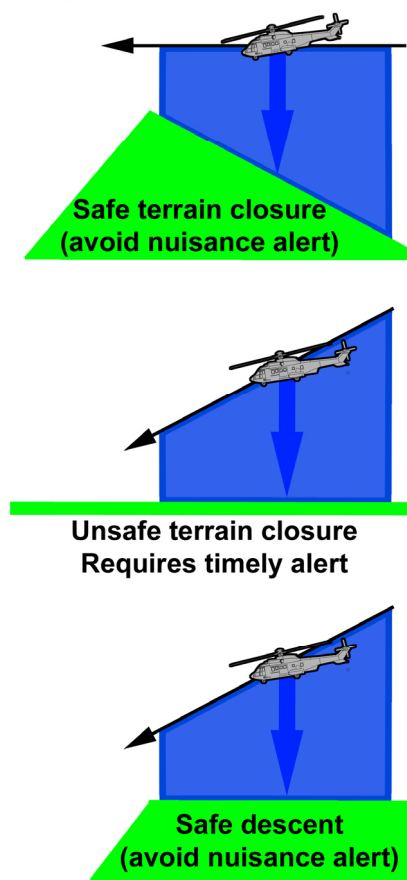 Safe terrain closure
(avoid nuisance alert)
Unsafe terrain closure
Requires timely alert
Safe descent
(avoid nuisance alert)